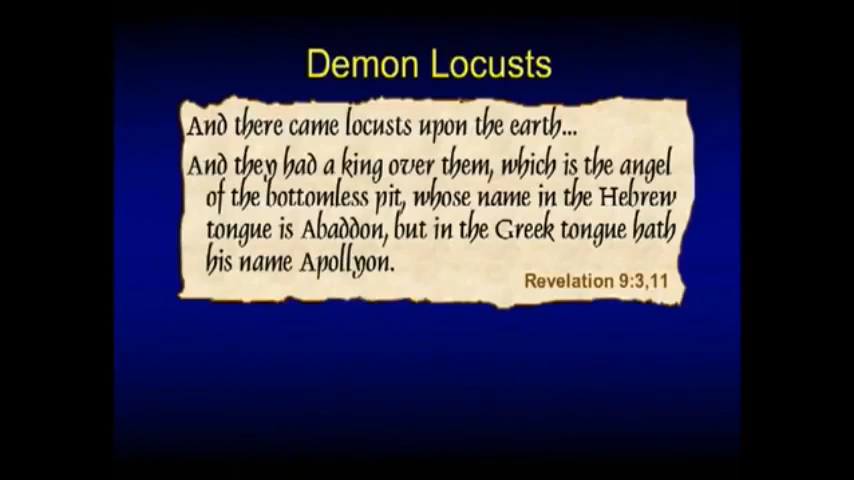 Demon Locusts
And there came locusts upon the earth...
And they had a king over them, which is the angel
of the bottomless pit, whose name in the Hebrew
tongue is Abaddon, but in the Greek tongue hath
his name Apollyon.
Revelation 9:3,11